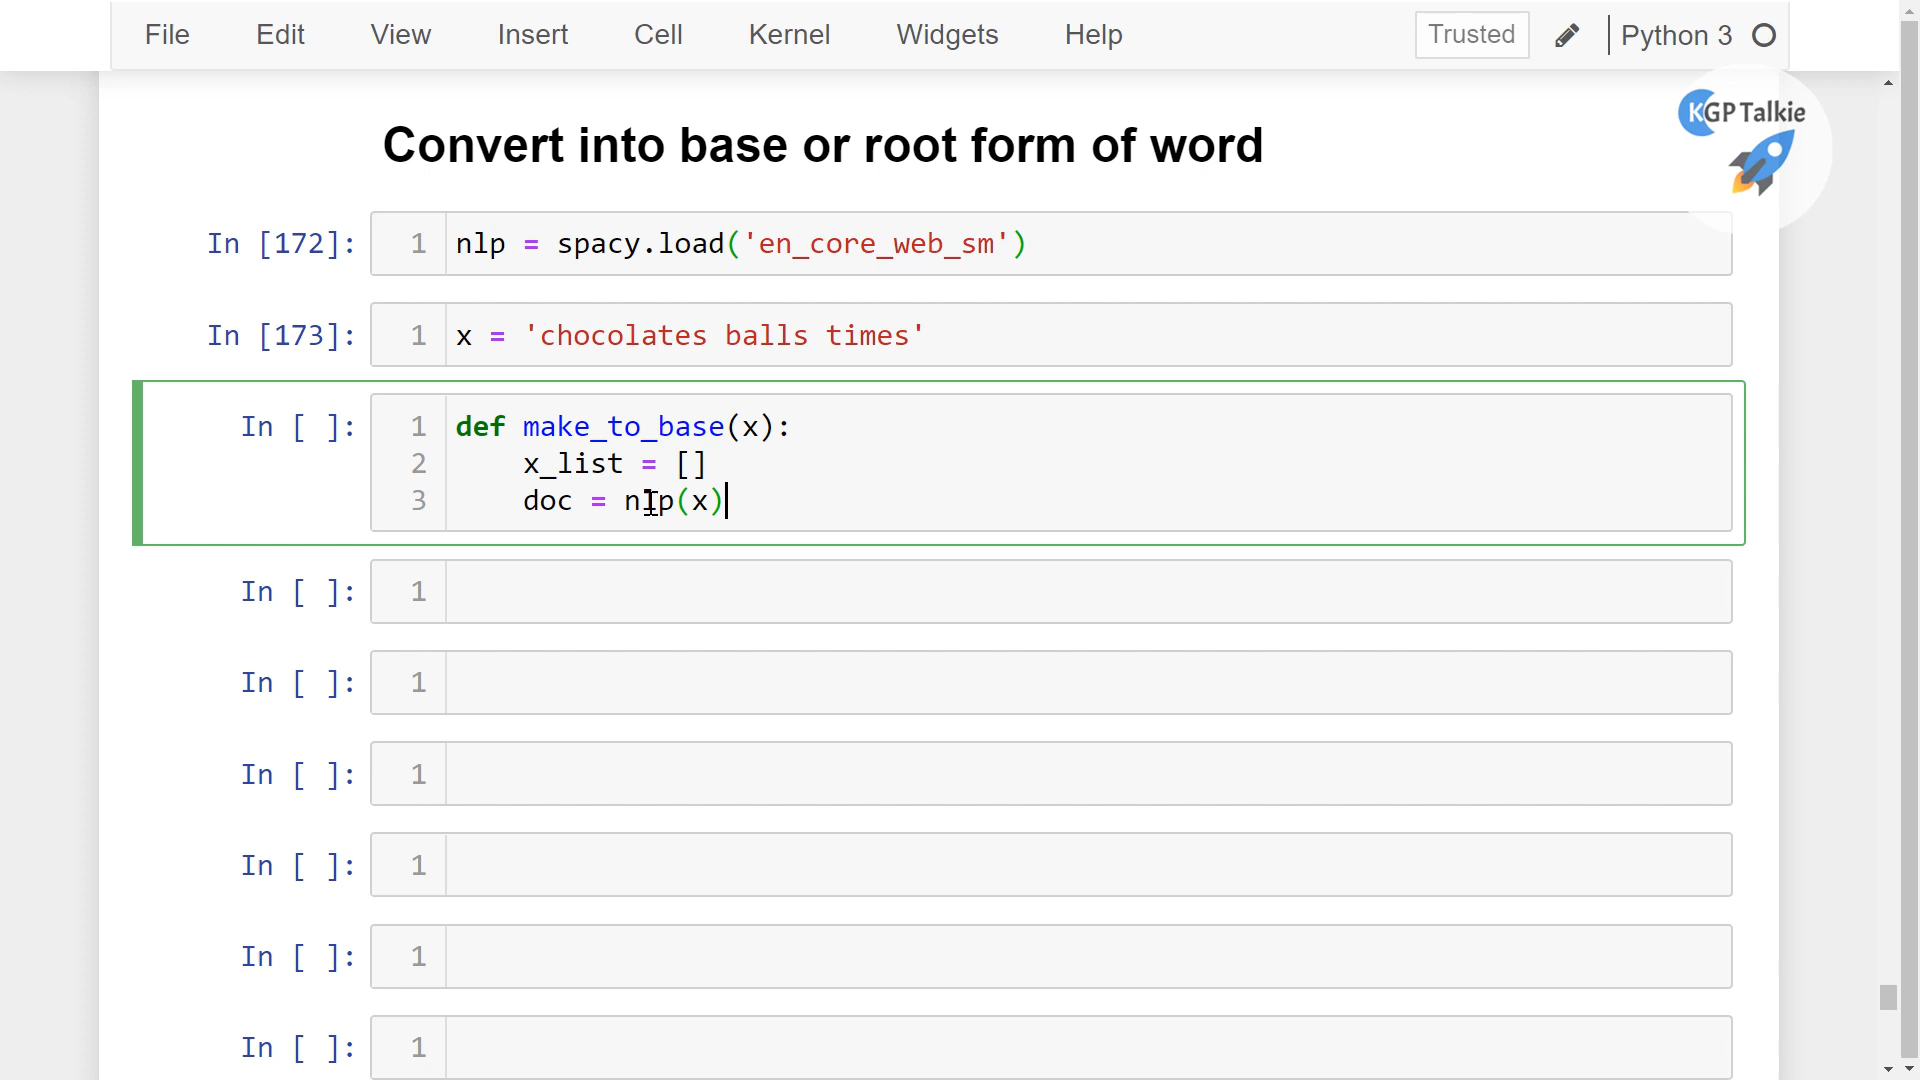 File Edit View Insert Cell Kernel Widgets Help Trusted Python 3
KGP Talkie
Convert into base or root form of word
In [172]: 1 nlp = spacy.load('en_core_web_sm')
In [173]: 1 x = 'chocolates balls times'
In [ ]: 1 def make_to_base(x):
2 x_list = []
3 doc = nlp(x)
In [ ]: 1
In [ ]: 1
In [ ]: 1
In [ ]: 1
In [ ]: 1
In [ ]: 1